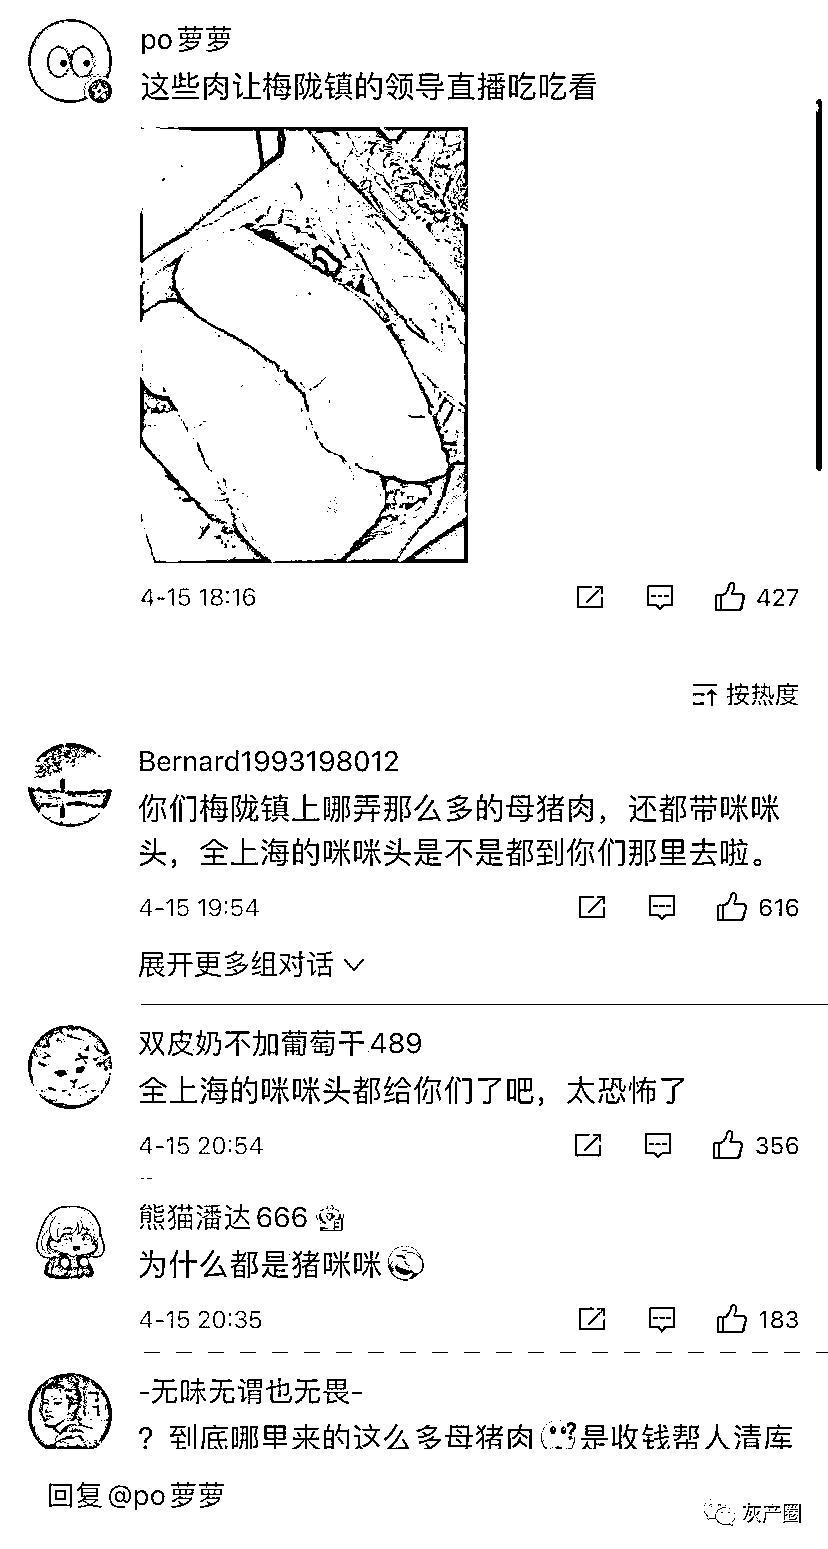 po萝萝
这些肉让梅陇镇的领导直播吃吃看
4-15 18:16
427
按热度
Bernard1993198012
你们梅陇镇上哪弄那么多的母猪肉，还都带咪咪
头，全上海的咪咪头是不是都到你们那里去啦。
4-15 19:54
616
展开更多组对话
双皮奶不加葡萄干489
全上海的咪咪头都给你们了吧，太恐怖了
4-15 20:54
356
熊猫潘达666
为什么都是猪咪咪
4-15 20:35
183
-无味无谓也无畏-
？到底哪里来的这么多母猪肉是收钱帮人清库
回复@po萝萝
灰产圈